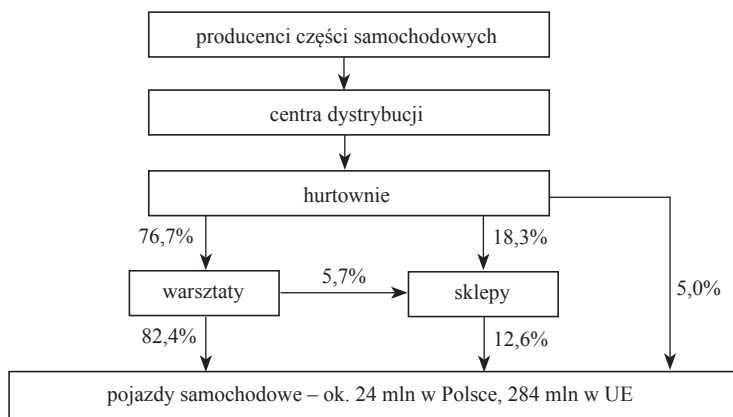 producenci części samochodowych
centra dystrybucji
hurtownie
76,7%
18,3%
warsztaty
5,7%
sklepy
5,0%
82,4%
12,6%
pojazdy samochodowe – ok. 24 mln w Polsce, 284 mln w UE